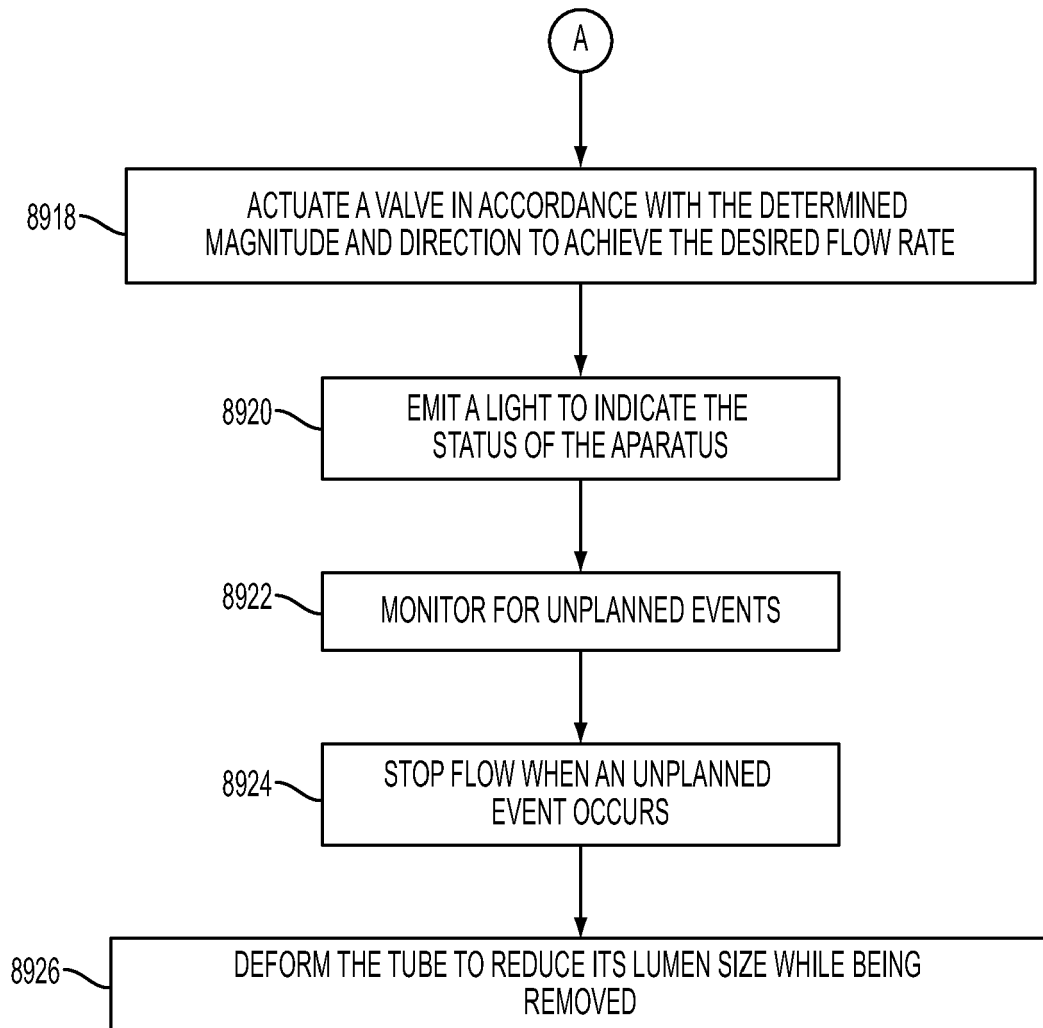 A
8918
ACTUATE A VALVE IN ACCORDANCE WITH THE DETERMINED
MAGNITUDE AND DIRECTION TO ACHIEVE THE DESIRED FLOW RATE
8920
EMIT A LIGHT TO INDICATE THE
STATUS OF THE APARATUS
8922
MONITOR FOR UNPLANNED EVENTS
8924
STOP FLOW WHEN AN UNPLANNED
EVENT OCCURS
8926
DEFORM THE TUBE TO REDUCE ITS LUMEN SIZE WHILE BEING
REMOVED